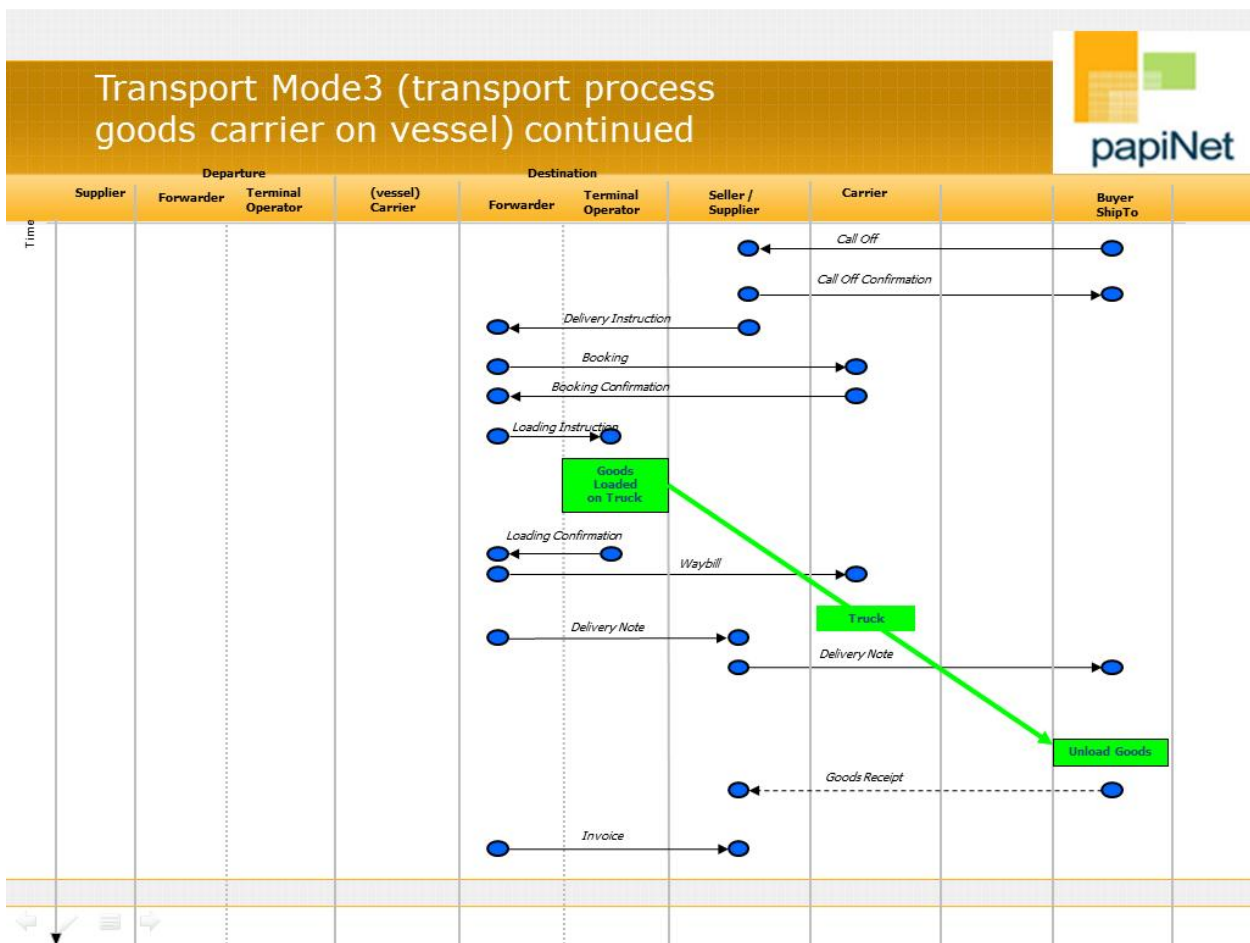 Transport Mode3 (transport process
goods carrier on vessel) continued
papiNet
Departure
Destination
Supplier
Forwarder
Terminal
Operator
(vessel)
Carrier
Forwarder
Terminal
Operator
Seller /
Supplier
Carrier
Buyer
ShipTo
Time
Call Off
Call Off Confirmation
Delivery Instruction
Booking
Booking Confirmation
Loading Instruction
Goods
Loaded
on Truck
Loading Confirmation
Waybill
Truck
Delivery Note
Delivery Note
Unload Goods
Goods Receipt
Invoice